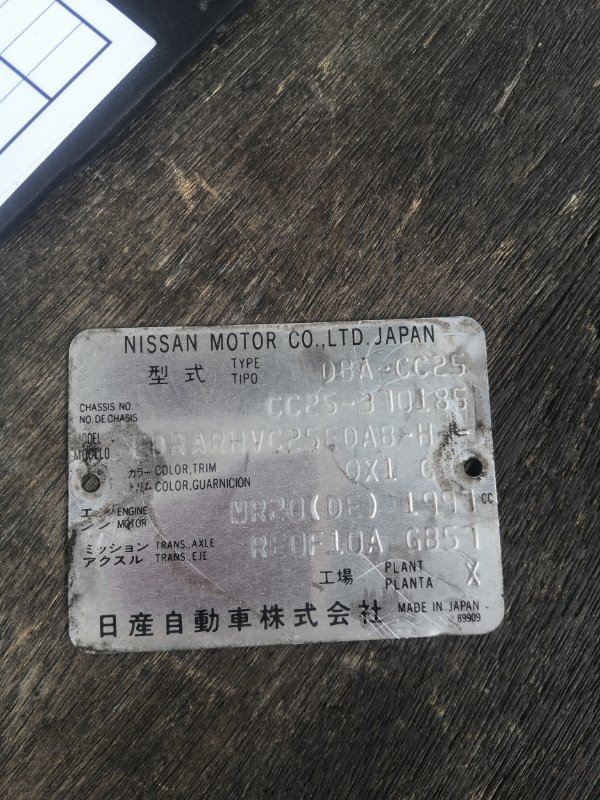 NISSAN MOTOR CO.,LTD.JAPAN
型式 TYPE TIPO DBA-CC25
CHASSIS NO. NO.DE CHASIS CC25-370185
MODEL MODELO
カラー COLOR,TRIM トリム COLOR,GUARNICION QX1
エンジン ENGINE MOTOR MR20(DE) 1997 CC
ミッション TRANS.,AXLE アクスル TRANS.,EJE RE0F10A GB57
工場 PLANT PLANTA X
日産自動車株式会社 MADE IN JAPAN
89909